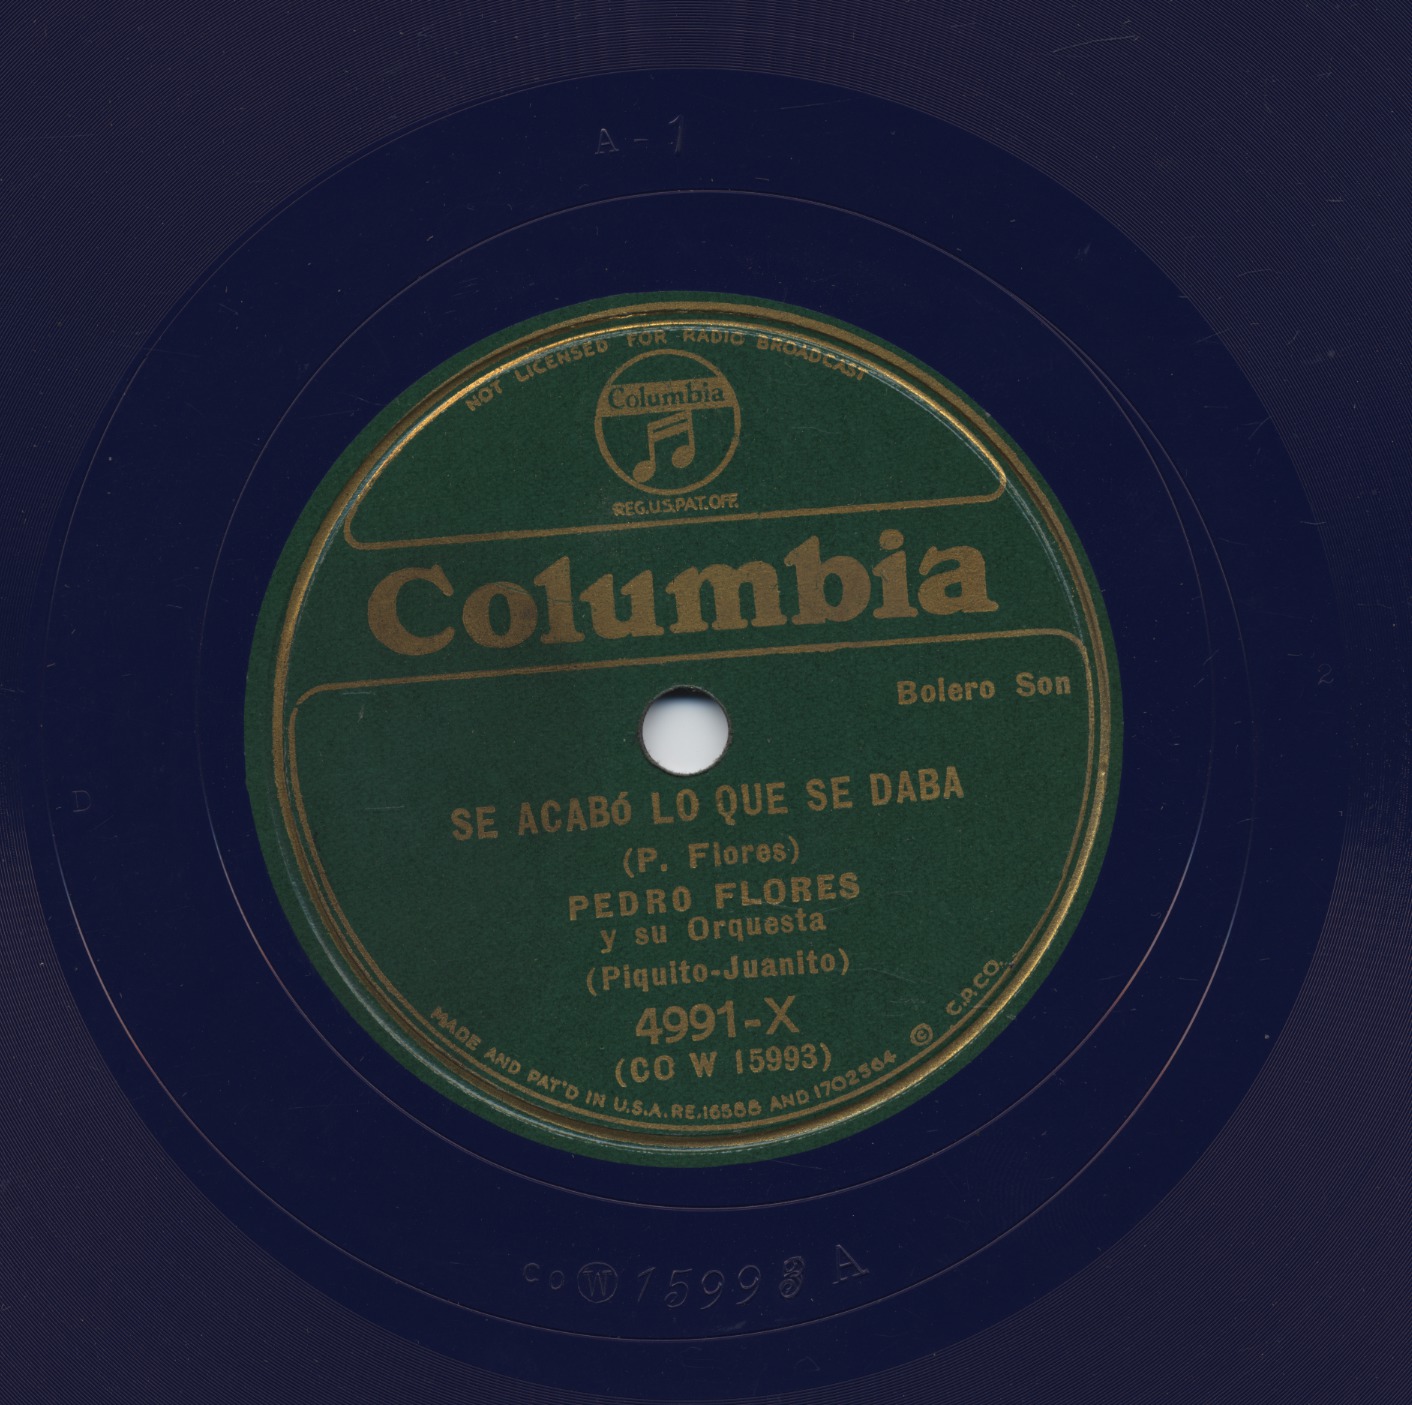 A-1
NOT LICENSED FOR RADIO BROADCAST
Columbia
REG.U.S.PAT.OFF.
Columbia
Bolero Son
SE ACABÓ LO QUE SE DABA
(P. Flores)
PEDRO FLORES
y su Orquesta
(Piquito-Juanito)
4991-X
(CO W 15993)
MADE AND PAT'D IN U.S.A. RE.16588 AND 1702564 © C.P.CO.
D
2
CO W 15993 A